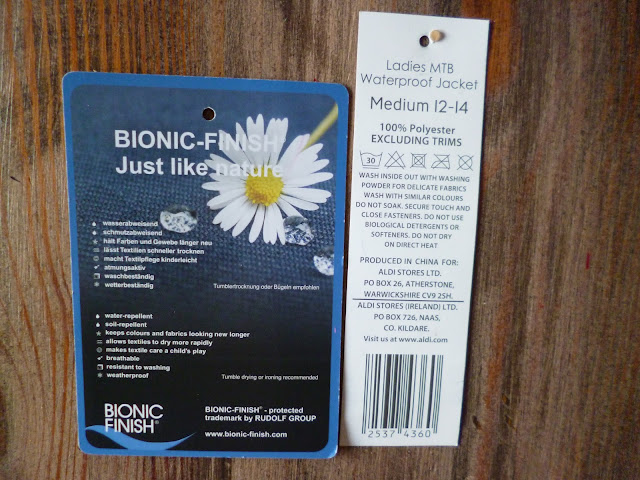 BIONIC-FINISH
Just like nature
wasserabweisend
schmutzabweisend
hält Farben und Gewebe länger neu
lässt Textilien schneller trocknen
macht Textilpflege kinderleicht
atmungsaktiv
waschbeständig
wetterbeständig
Tumblertrocknung oder Bügeln empfohlen
water-repellent
soil-repellent
keeps colours and fabrics looking new longer
allows textiles to dry more rapidly
makes textile care a child's play
breathable
resistant to washing
weatherproof
Tumble drying or ironing recommended
BIONIC
FINISH®
BIONIC-FINISH® - protected
trademark by RUDOLF GROUP
www.bionic-finish.com
Ladies MTB
Waterproof Jacket
Medium 12-14
100% Polyester
EXCLUDING TRIMS
30
WASH INSIDE OUT WITH WASHING
POWDER FOR DELICATE FABRICS
WASH WITH SIMILAR COLOURS
DO NOT SOAK. SECURE TOUCH AND
CLOSE FASTENERS. DO NOT USE
BIOLOGICAL DETERGENTS OR
SOFTENERS. DO NOT DRY
ON DIRECT HEAT
PRODUCED IN CHINA FOR:
ALDI STORES LTD.
PO BOX 26, ATHERSTONE,
WARWICKSHIRE CV9 2SH.
ALDI STORES (IRELAND) LTD.
PO BOX 726, NAAS,
CO. KILDARE.
Visit us at www.aldi.com
2537 4360